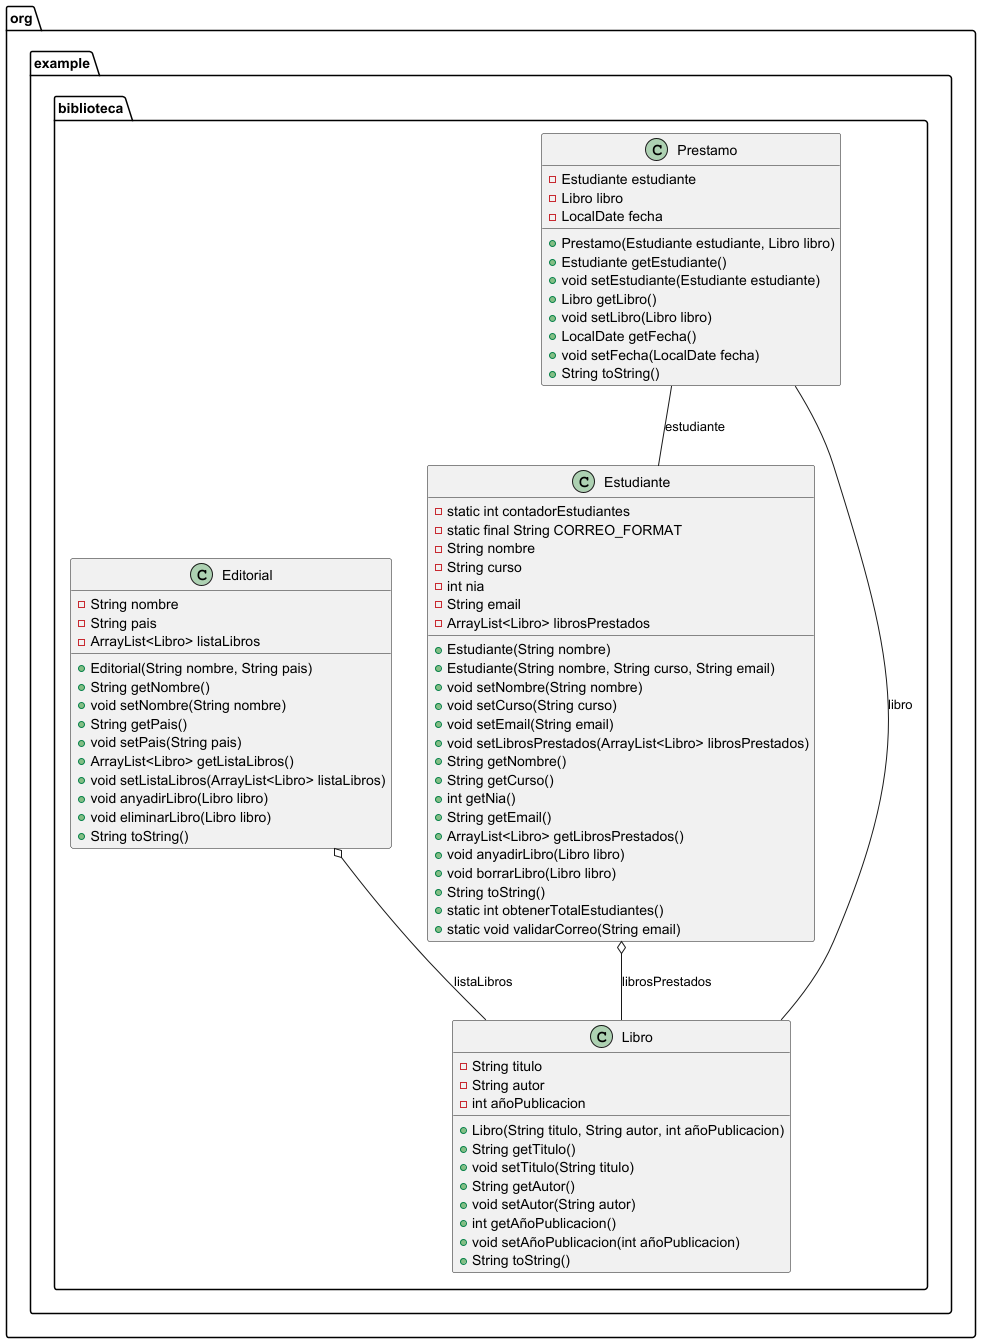 org
example
biblioteca
C Prestamo
Estudiante estudiante
Libro libro
LocalDate fecha
Prestamo(Estudiante estudiante, Libro libro)
Estudiante getEstudiante()
void setEstudiante(Estudiante estudiante)
Libro getLibro()
void setLibro(Libro libro)
LocalDate getFecha()
void setFecha(LocalDate fecha)
String toString()
estudiante
C Estudiante
static int contadorEstudiantes
static final String CORREO_FORMAT
String nombre
String curso
int nia
String email
ArrayList<Libro> librosPrestados
Estudiante(String nombre)
Estudiante(String nombre, String curso, String email)
void setNombre(String nombre)
void setCurso(String curso)
void setEmail(String email)
void setLibrosPrestados(ArrayList<Libro> librosPrestados)
String getNombre()
String getCurso()
int getNia()
String getEmail()
ArrayList<Libro> getLibrosPrestados()
void anyadirLibro(Libro libro)
void borrarLibro(Libro libro)
String toString()
static int obtenerTotalEstudiantes()
static void validarCorreo(String email)
libro
C Editorial
String nombre
String pais
ArrayList<Libro> listaLibros
Editorial(String nombre, String pais)
String getNombre()
void setNombre(String nombre)
String getPais()
void setPais(String pais)
ArrayList<Libro> getListaLibros()
void setListaLibros(ArrayList<Libro> listaLibros)
void anyadirLibro(Libro libro)
void eliminarLibro(Libro libro)
String toString()
listaLibros
librosPrestados
C Libro
String titulo
String autor
int añoPublicacion
Libro(String titulo, String autor, int añoPublicacion)
String getTitulo()
void setTitulo(String titulo)
String getAutor()
void setAutor(String autor)
int getAñoPublicacion()
void setAñoPublicacion(int añoPublicacion)
String toString()